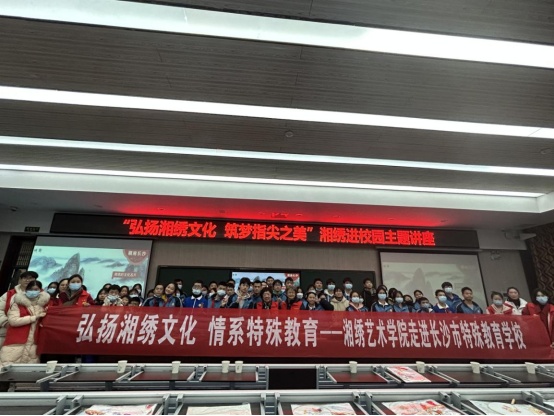 “弘扬湘绣文化 筑梦指尖之美”湘绣进校园主题讲座
弘扬湘绣文化 情系特殊教育——湘绣艺术学院走进长沙市特殊教育学校